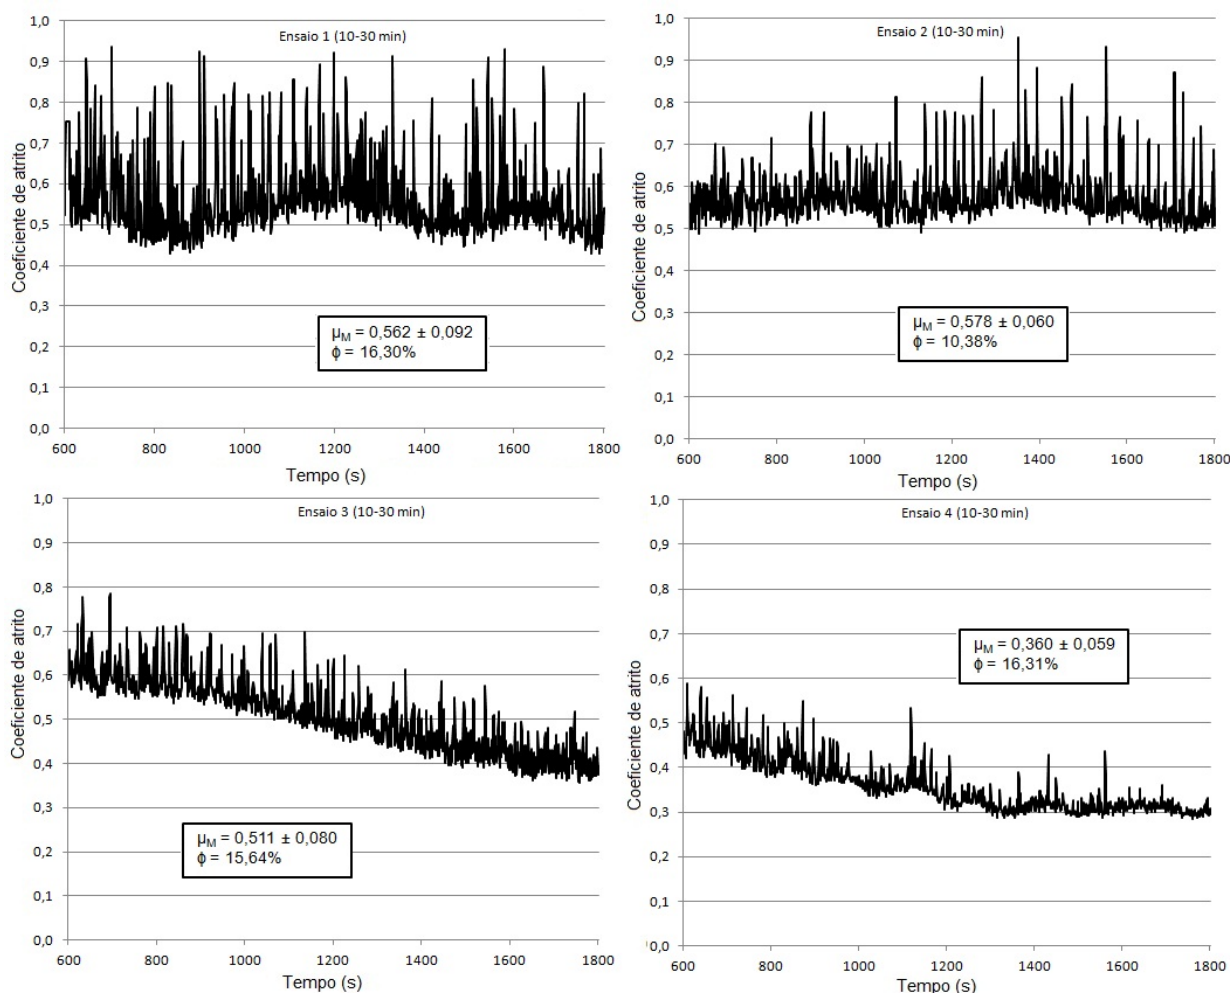 Ensaio 1 (10-30 min)
Coeficiente de atrito
1,0
0,9
0,8
0,7
0,6
0,5
0,4
0,3
0,2
0,1
0,0
μM = 0,562 ± 0,092
ϕ = 16,30%
600 800 1000 1200 1400 1600 1800
Tempo (s)
Ensaio 2 (10-30 min)
Coeficiente de atrito
1,0
0,9
0,8
0,7
0,6
0,5
0,4
0,3
0,2
0,1
0,0
μM = 0,578 ± 0,060
ϕ = 10,38%
600 800 1000 1200 1400 1600 1800
Tempo (s)
Ensaio 3 (10-30 min)
Coeficiente de atrito
1,0
0,9
0,8
0,7
0,6
0,5
0,4
0,3
0,2
0,1
0,0
μM = 0,511 ± 0,080
ϕ = 15,64%
600 800 1000 1200 1400 1600 1800
Tempo (s)
Ensaio 4 (10-30 min)
Coeficiente de atrito
1,0
0,9
0,8
0,7
0,6
0,5
0,4
0,3
0,2
0,1
0,0
μM = 0,360 ± 0,059
ϕ = 16,31%
600 800 1000 1200 1400 1600 1800
Tempo (s)